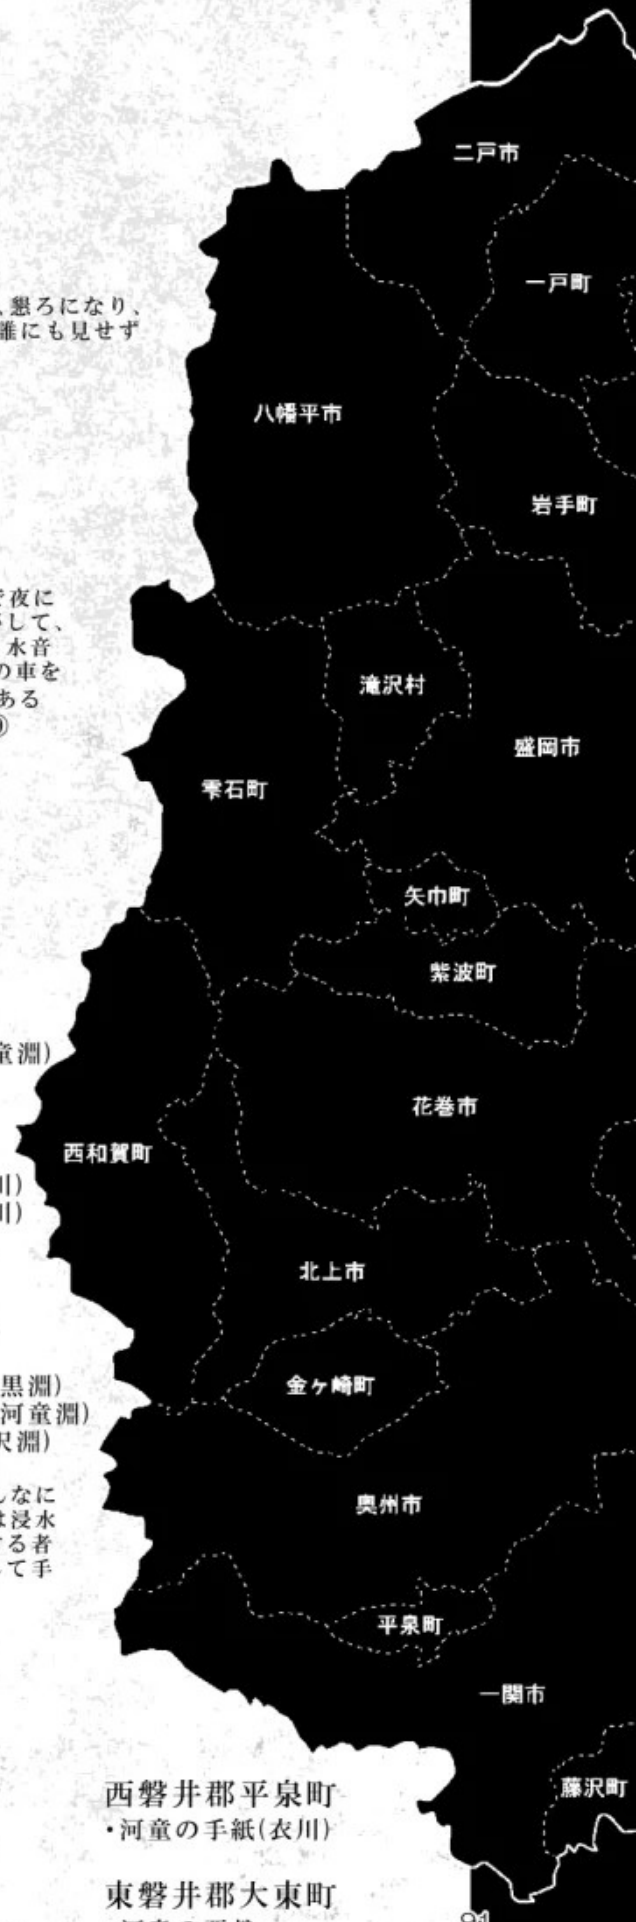 二戸市
一戸町
、懇ろになり、
誰にも見せず
八幡平市
岩手町
で夜に
して、
水音
の車を
ある
滝沢村
盛岡市
雫石町
矢巾町
紫波町
童淵)
花巻市
西和賀町
川)
川)
北上市
黒淵)
河童淵)
沢淵)
金ヶ崎町
んなに
は浸水
する者
して手
奥州市
平泉町
一関市
藤沢町
西磐井郡平泉町
・河童の手紙(衣川)
東磐井郡大東町
91